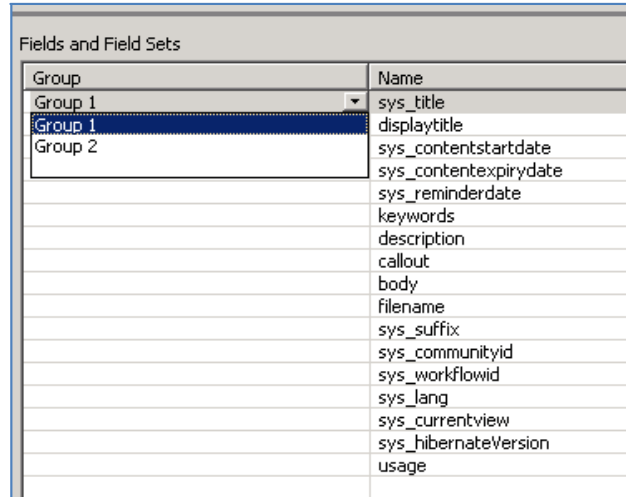 Fields and Field Sets
Group Name
Group 1 sys_title
Group 1 displaytitle
Group 2 sys_contentstartdate
sys_contentexpirydate
sys_reminderdate
keywords
description
callout
body
filename
sys_suffix
sys_communityid
sys_workflowid
sys_lang
sys_currentview
sys_hibernateVersion
usage